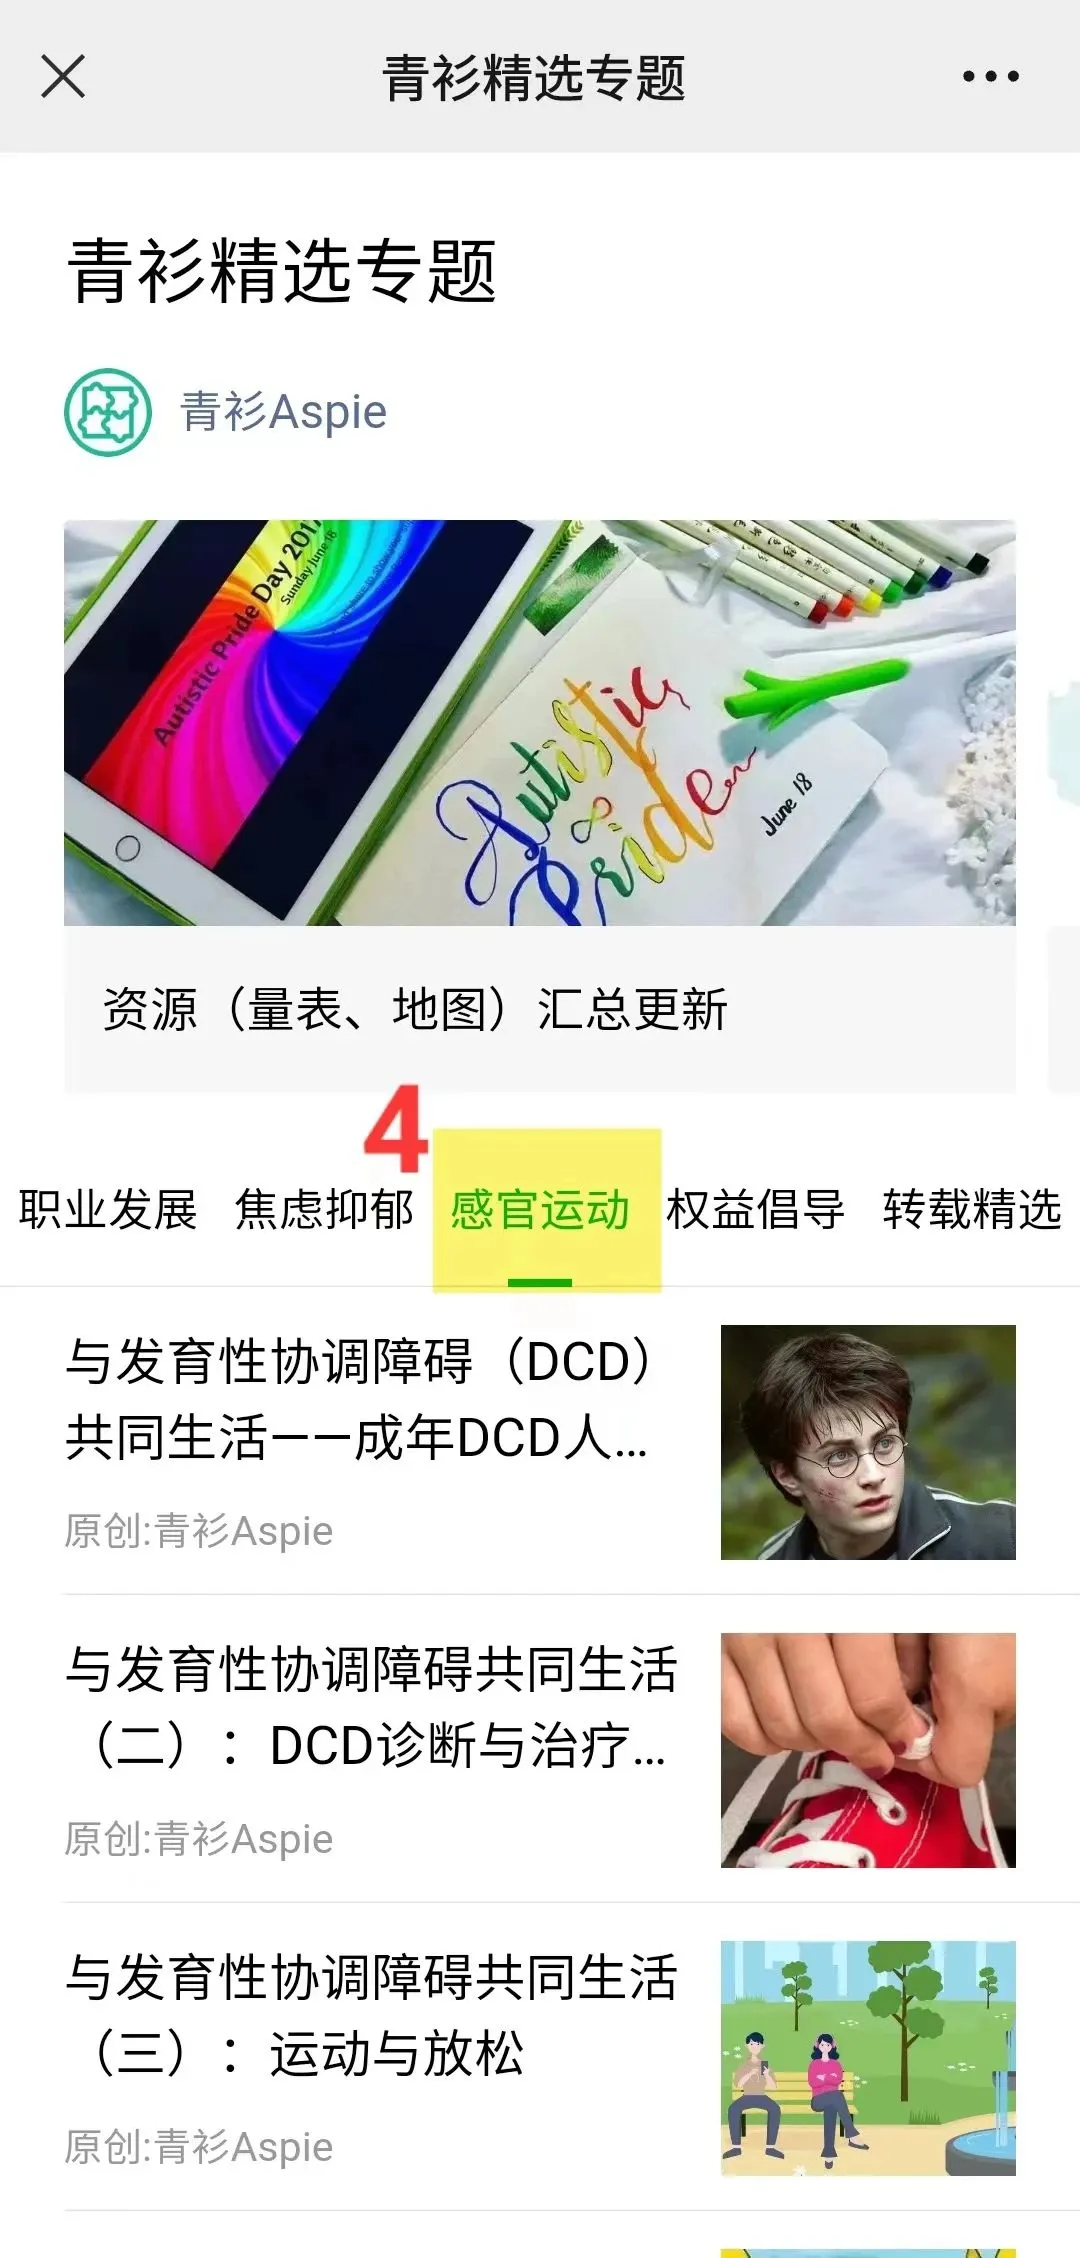 青衫精选专题
青衫精选专题
青衫Aspie
Autistic Pride Day 2017
Sunday June 18
Autistic
Pride
June 18
资源（量表、地图）汇总更新
4
职业发展 焦虑抑郁 感官运动 权益倡导 转载精选
与发育性协调障碍（DCD）
共同生活——成年DCD人...
原创:青衫Aspie
与发育性协调障碍共同生活
（二）：DCD诊断与治疗...
原创:青衫Aspie
与发育性协调障碍共同生活
（三）：运动与放松
原创:青衫Aspie